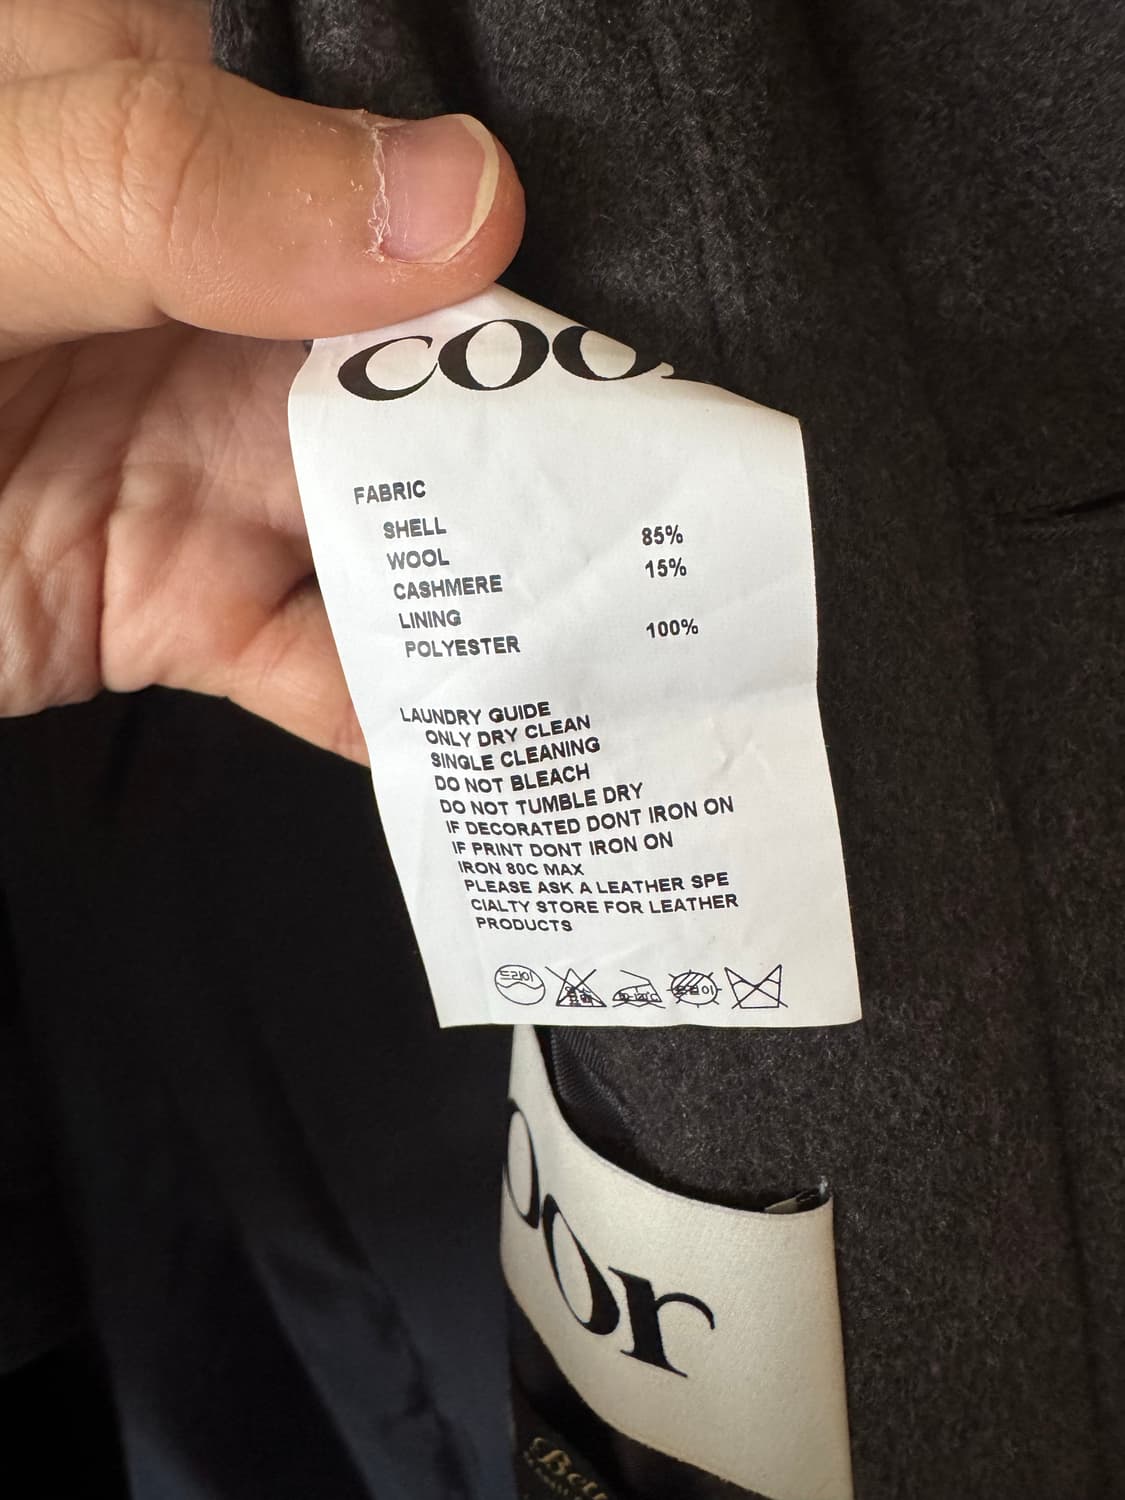 coo
FABRIC
SHELL
WOOL 85%
CASHMERE 15%
LINING
POLYESTER 100%
LAUNDRY GUIDE
ONLY DRY CLEAN
SINGLE CLEANING
DO NOT BLEACH
DO NOT TUMBLE DRY
IF DECORATED DONT IRON ON
IF PRINT DONT IRON ON
IRON 80C MAX
PLEASE ASK A LEATHER SPE
CIALTY STORE FOR LEATHER
PRODUCTS
드라이
oor